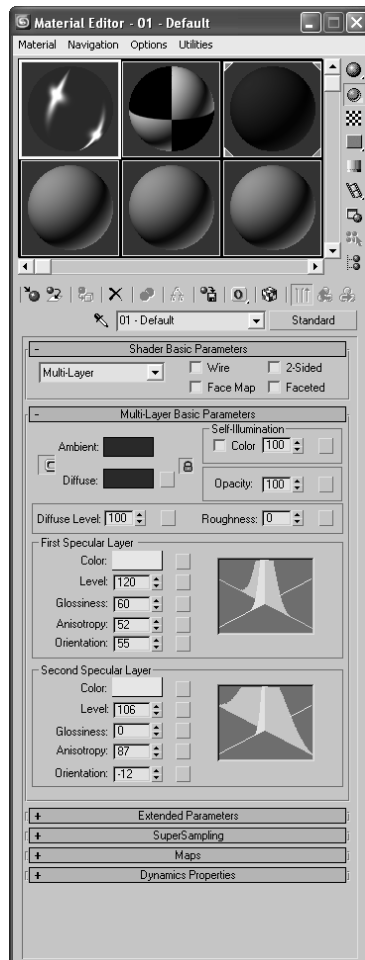 Material Editor - 01 - Default
Material Navigation Options Utilities
01 - Default Standard
- Shader Basic Parameters
Multi-Layer Wire 2-Sided
Face Map Faceted
- Multi-Layer Basic Parameters
Self-Illumination
Ambient: Color 100
Diffuse: Opacity: 100
Diffuse Level: 100 Roughness: 0
First Specular Layer
Color:
Level: 120
Glossiness: 60
Anisotropy: 52
Orientation: 55
Second Specular Layer
Color:
Level: 106
Glossiness: 0
Anisotropy: 87
Orientation: -12
+ Extended Parameters
+ SuperSampling
+ Maps
+ Dynamics Properties